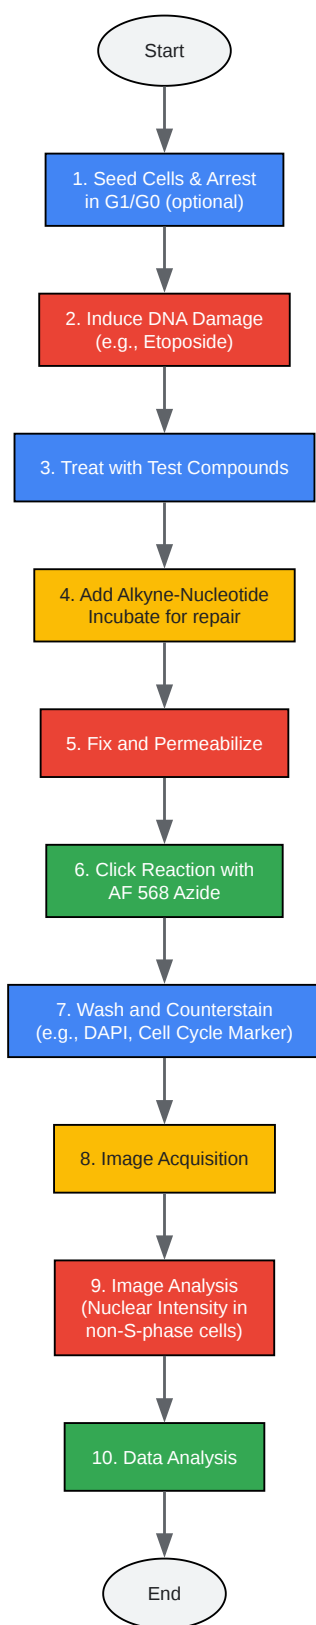 Start
1. Seed Cells & Arrest
in G1/G0 (optional)
2. Induce DNA Damage
(e.g., Etoposide)
3. Treat with Test Compounds
4. Add Alkyne-Nucleotide
Incubate for repair
5. Fix and Permeabilize
6. Click Reaction with
AF 568 Azide
7. Wash and Counterstain
(e.g., DAPI, Cell Cycle Marker)
8. Image Acquisition
9. Image Analysis
(Nuclear Intensity in
non-S-phase cells)
10. Data Analysis
End